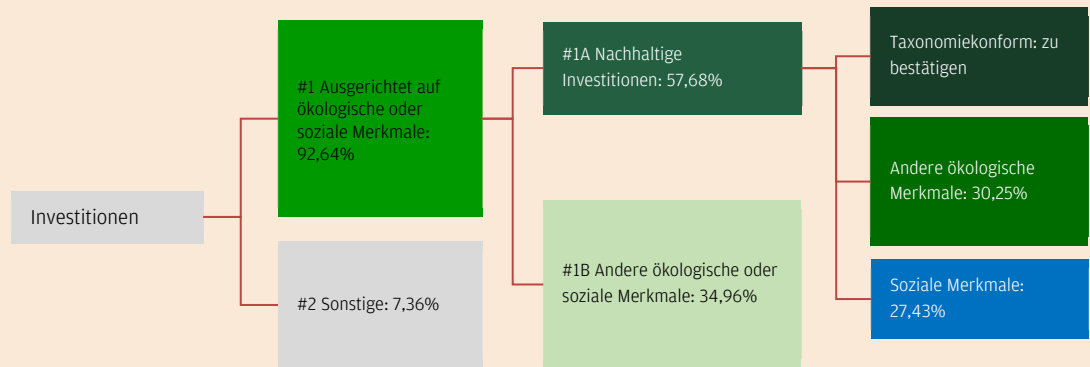 Investitionen
#1 Ausgerichtet auf
ökologische oder
soziale Merkmale:
92,64%
#2 Sonstige: 7,36%
#1A Nachhaltige
Investitionen: 57,68%
#1B Andere ökologische oder
soziale Merkmale: 34,96%
Taxonomiekonform: zu
bestätigen
Andere ökologische
Merkmale: 30,25%
Soziale Merkmale:
27,43%